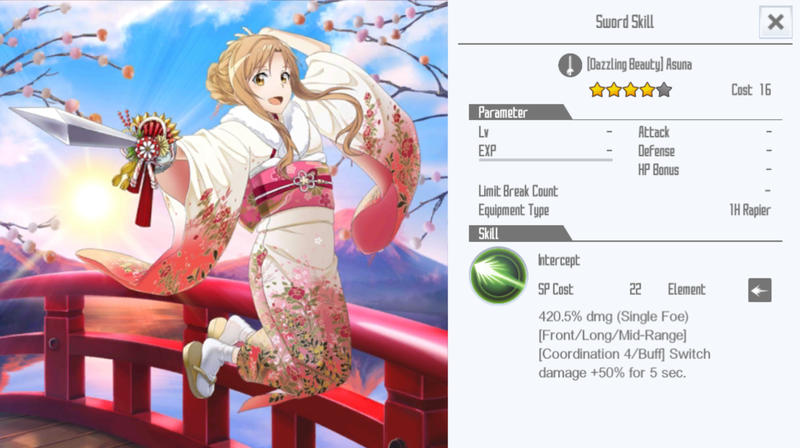 Sword Skill
[Dazzling Beauty] Asuna
Cost 16
Parameter
Lv - Attack -
EXP - Defense -
HP Bonus -
Limit Break Count -
Equipment Type 1H Rapier
Skill
Intercept
SP Cost 22 Element
420.5% dmg (Single Foe)
[Front/Long/Mid-Range]
[Coordination 4/Buff] Switch
damage +50% for 5 sec.